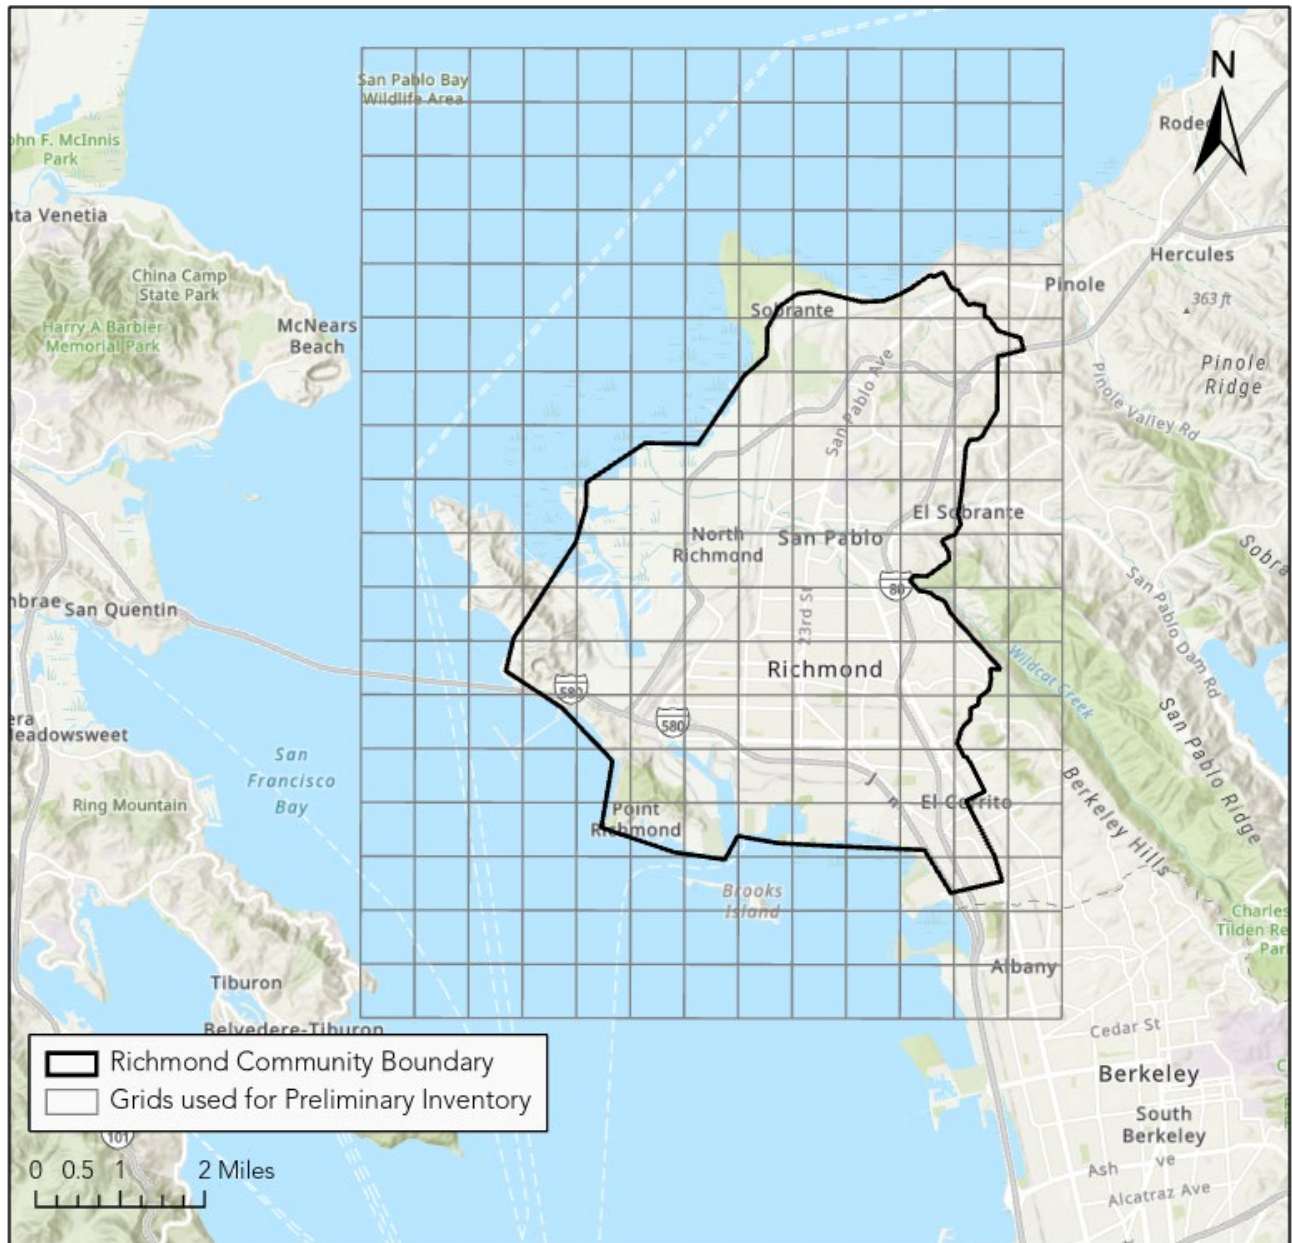 San Pablo Bay
Wildlife Area
N
Rodeo
ohn F. McInnis
Park
ta Venetia
Hercules
China Camp
State Park
Pinole
363 ft
Sobrante
Harry A Barbier
Memorial Park
McNears
Beach
Pinole
Ridge
San Pablo Ave
Pinole Valley Rd
El Sobrante
North
Richmond
San Pablo
Sobra
80
nbrae
San Quentin
23rd St
San Pablo Dam Rd
Richmond
Wildcat Creek
580
580
era
Meadowsweet
San Pablo Ridge
San
Francisco
Bay
Ring Mountain
Point
Richmond
El Cerrito
Berkeley Hills
Brooks
Island
Charles
Tilden Re
Par
Albany
Tiburon
Belvedere-Tiburon
Cedar St
Richmond Community Boundary
Grids used for Preliminary Inventory
Berkeley
South
Berkeley
101
Ash
ve
0 0.5 1 2 Miles
Alcatraz Ave